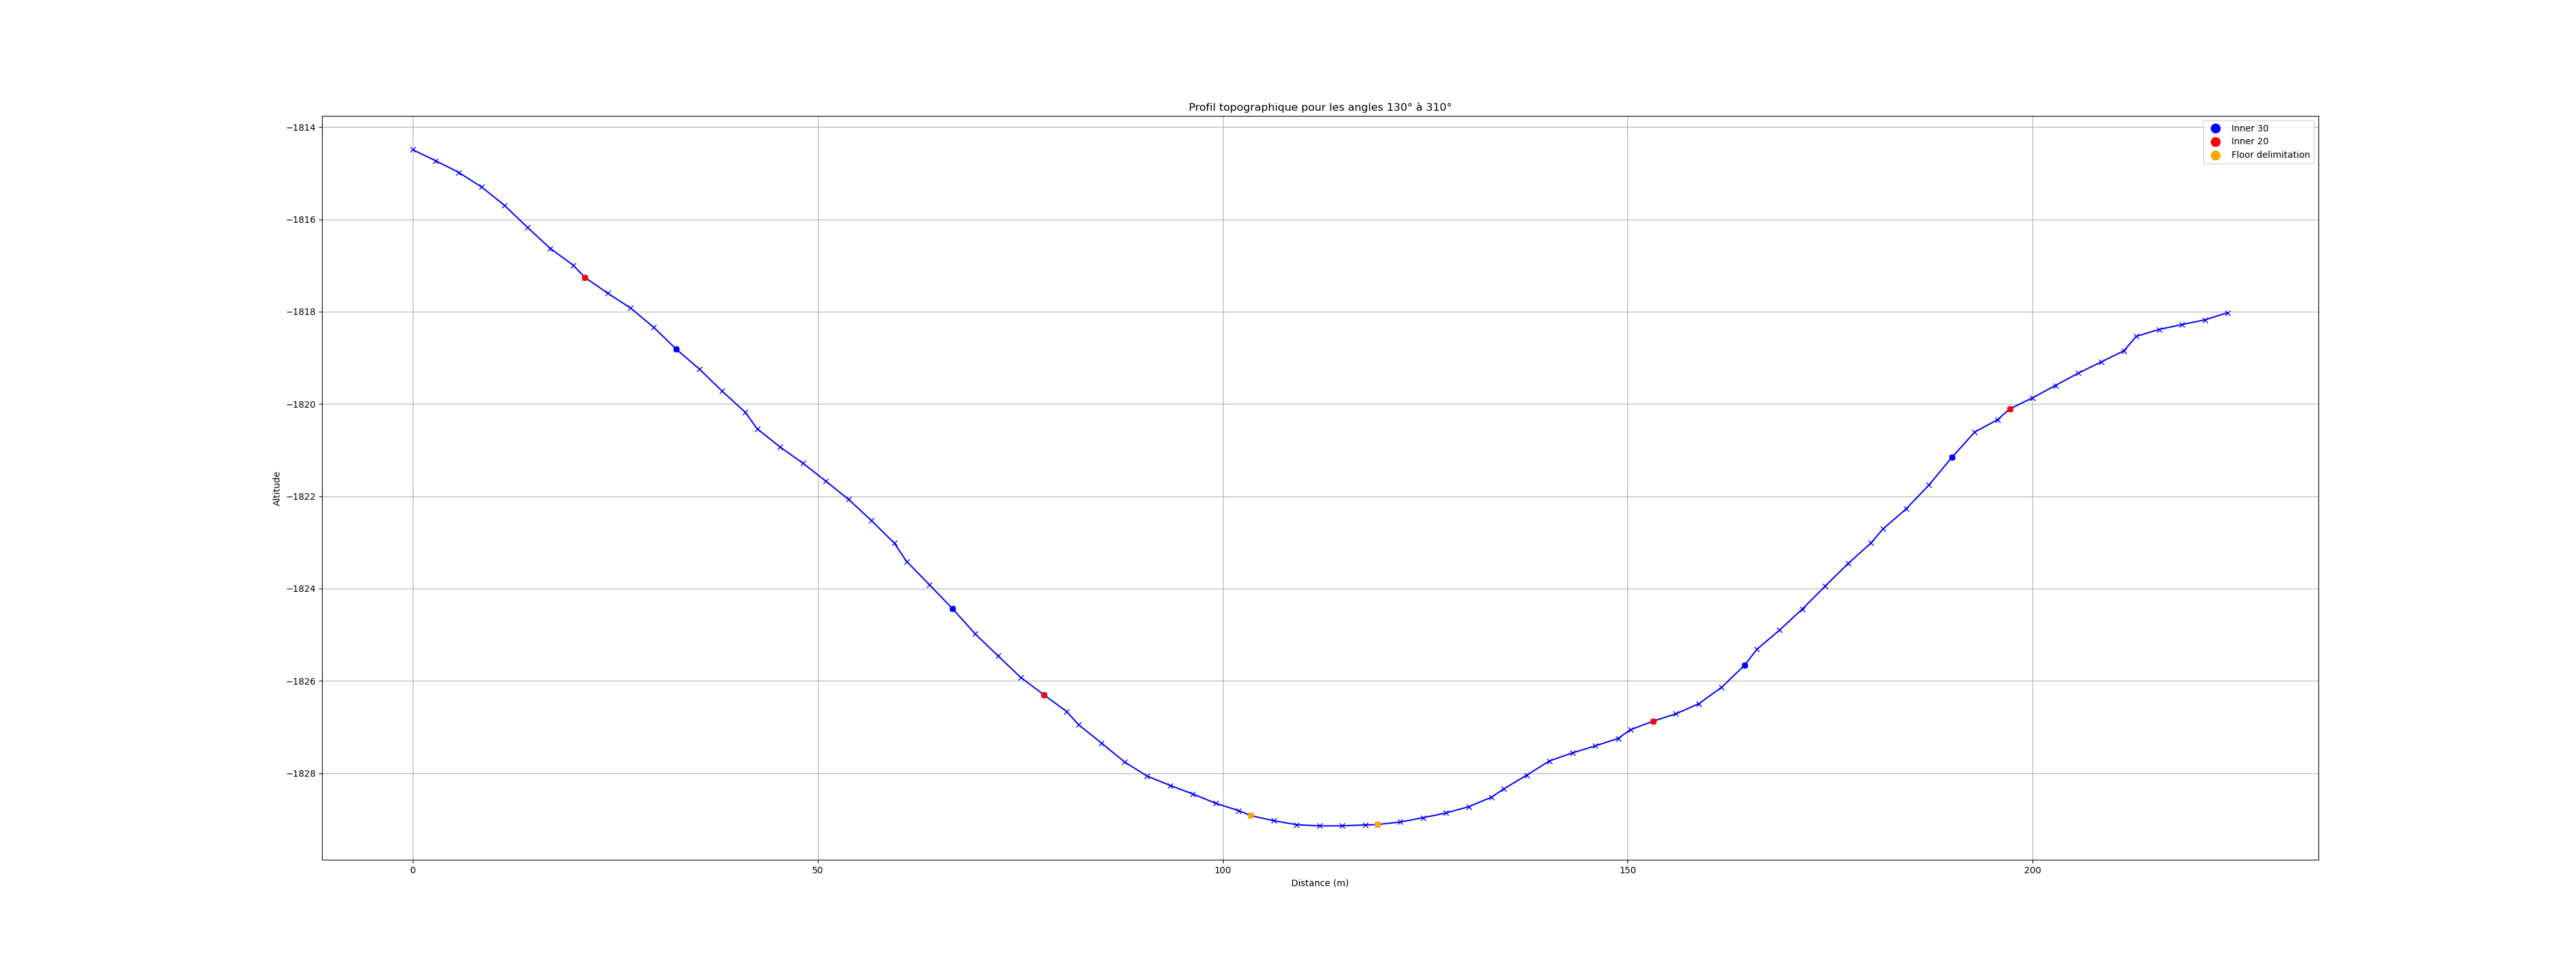 Profil topographique pour les angles 130° à 310°
−1814
−1816
−1818
−1820
−1822
−1824
−1826
−1828
Altitude
Inner 30
Inner 20
Floor delimitation
0
50
100
150
200
Distance (m)